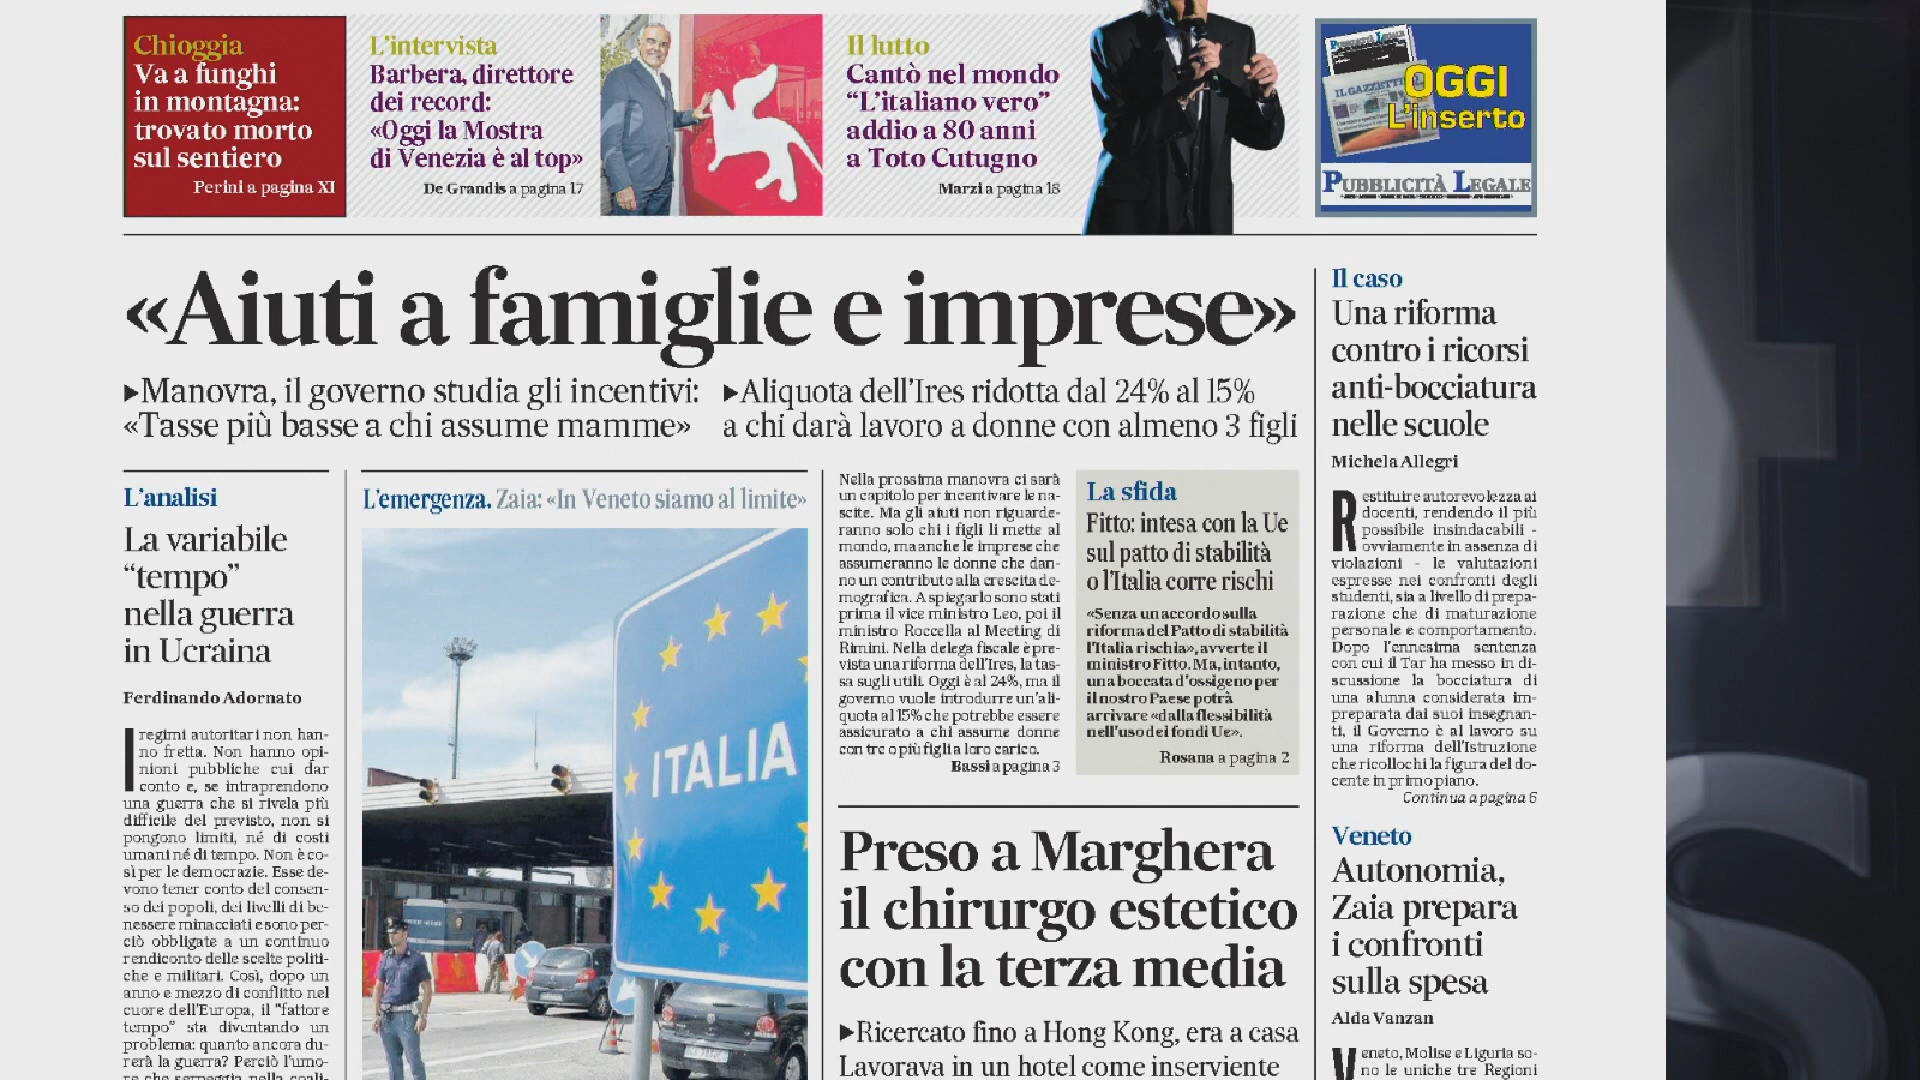 Chioggia
Va a funghi
in montagna:
trovato morto
sul sentiero
Perini a pagina XI
L'intervista
Barbera, direttore
dei record:
«Oggi la Mostra
di Venezia è al top»
De Grandis a pagina 17
Il lutto
Cantò nel mondo
“L'italiano vero”
addio a 80 anni
a Toto Cutugno
Marzi a pagina 18
OGGI
L'inserto
PUBBLICITÀ LEGALE
«Aiuti a famiglie e imprese»
▶Manovra, il governo studia gli incentivi:
«Tasse più basse a chi assume mamme»
▶Aliquota dell'Ires ridotta dal 24% al 15%
a chi darà lavoro a donne con almeno 3 figli
L'analisi
La variabile
“tempo”
nella guerra
in Ucraina
Ferdinando Adornato
I regimi autoritari non han-
no fretta. Non hanno opi-
nioni pubbliche cui dar
conto e, se intraprendono
una guerra che si rivela più
difficile del previsto, non si
pongono limiti, né di costi
umani né di tempo. Non è co-
sì per le democrazie. Esse de-
vono tener conto del consen-
so dei popoli, dei livelli di be-
nessere minacciati e sono per-
ciò obbligate a un continuo
rendiconto delle scelte politi-
che e militari. Così, dopo un
anno e mezzo di conflitto nel
cuore dell'Europa, il “fattore
tempo” sta diventando un
problema: quanto ancora du-
rerà la guerra? Perciò l'umo-
re che serpeggia nella coali-
L'emergenza. Zaia: «In Veneto siamo al limite»
ITALIA
Nella prossima manovra ci sarà
un capitolo per incentivare le na-
scite. Ma gli aiuti non riguarde-
ranno solo chi i figli li mette al
mondo, ma anche le imprese che
assumeranno le donne che dan-
no un contributo alla crescita de-
mografica. A spiegarlo sono stati
prima il vice ministro Leo, poi il
ministro Roccella al Meeting di
Rimini. Nella delega fiscale è pre-
vista una riforma dell'Ires, la tas-
sa sugli utili. Oggi è al 24%, ma il
governo vuole introdurre un'ali-
quota al 15% che potrebbe essere
assicurato a chi assume donne
con tre o più figli a loro carico.
Bassi a pagina 3
La sfida
Fitto: intesa con la Ue
sul patto di stabilità
o l'Italia corre rischi
«Senza un accordo sulla
riforma del Patto di stabilità
l'Italia rischia», avverte il
ministro Fitto. Ma, intanto,
una boccata d'ossigeno per
il nostro Paese potrà
arrivare «dalla flessibilità
nell'uso dei fondi Ue».
Rosana a pagina 2
Preso a Marghera
il chirurgo estetico
con la terza media
▶Ricercato fino a Hong Kong, era a casa
Lavorava in un hotel come inserviente
Il caso
Una riforma
contro i ricorsi
anti-bocciatura
nelle scuole
Michela Allegri
Restituire autorevolezza ai
docenti, rendendo il più
possibile insindacabili -
ovviamente in assenza di
violazioni - le valutazioni
espresse nei confronti degli
studenti, sia a livello di prepa-
razione che di maturazione
personale e comportamento.
Dopo l'ennesima sentenza
con cui il Tar ha messo in di-
scussione la bocciatura di
una alunna considerata im-
preparata dai suoi insegnan-
ti, il Governo è al lavoro su
una riforma dell'Istruzione
che ricollochi la figura del do-
cente in primo piano.
Continua a pagina 6
Veneto
Autonomia,
Zaia prepara
i confronti
sulla spesa
Alda Vanzan
Veneto, Molise e Liguria so-
no le uniche tre Regioni